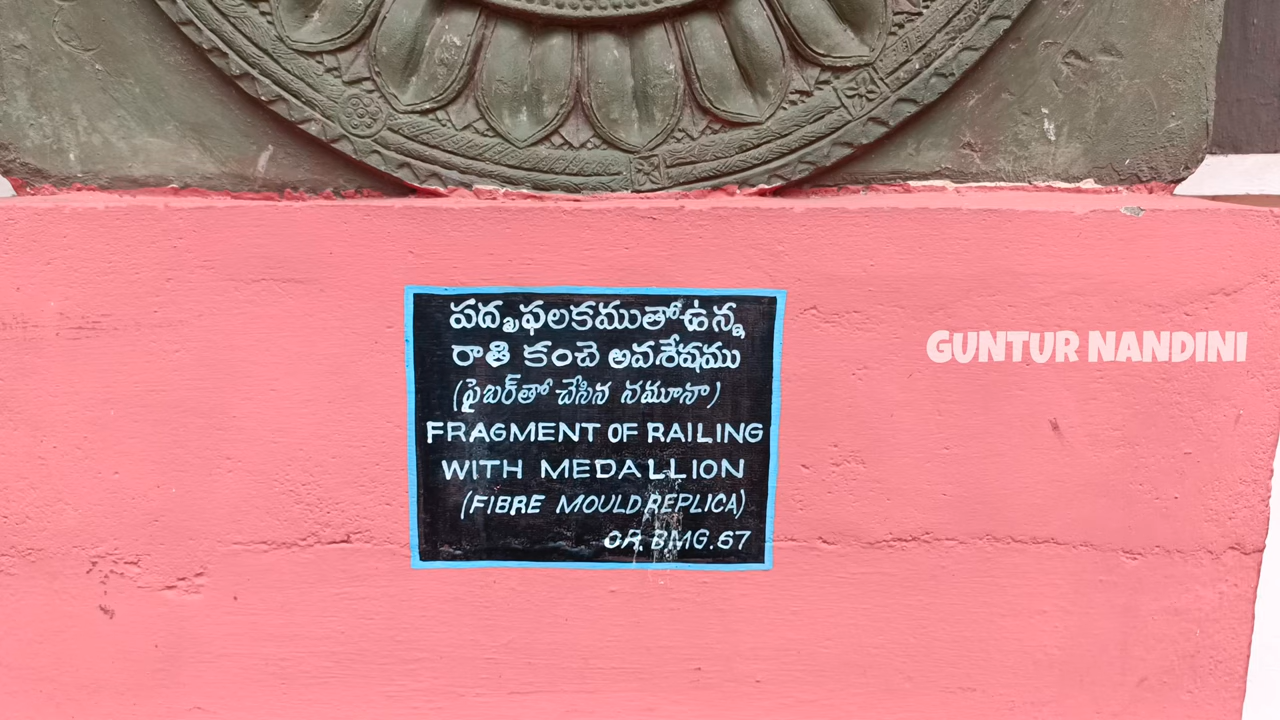 పద్మఫలకముతో ఉన్న
రాతి కంచె అవశేషము
(ఫైబర్‌తో చేసిన నమూనా)
FRAGMENT OF RAILING
WITH MEDALLION
(FIBRE MOULD REPLICA)
OR. BMG. 67
GUNTUR NANDINI